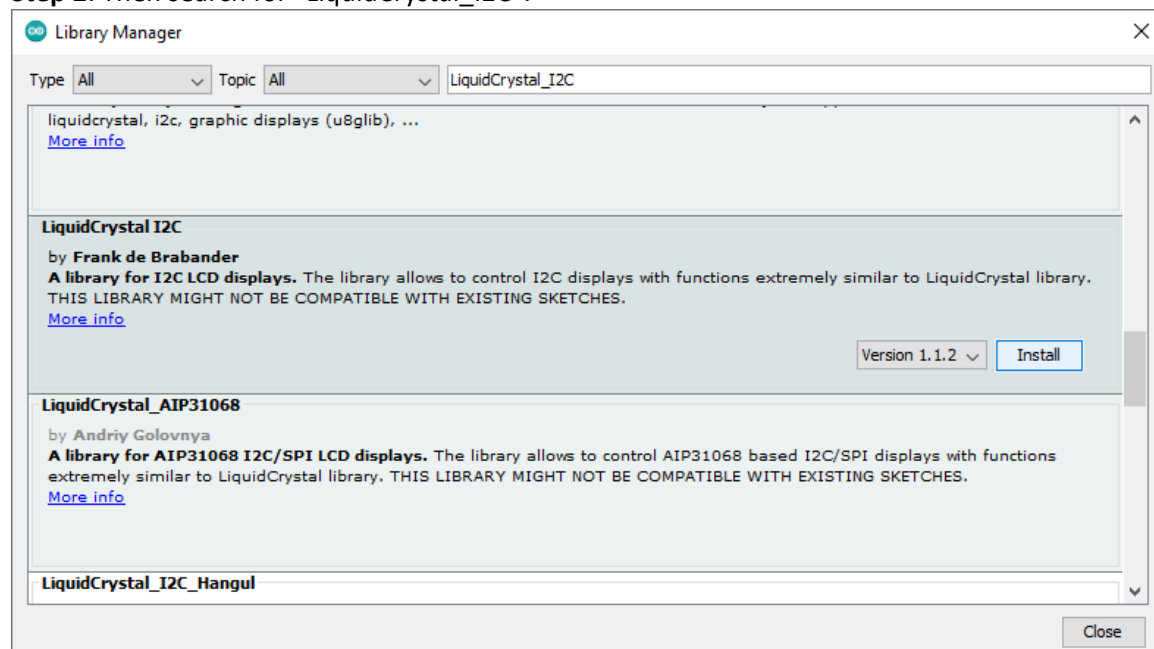 Library Manager
Type All Topic All LiquidCrystal_I2C
liquidcrystal, i2c, graphic displays (u8glib), ...
More info
LiquidCrystal I2C
by Frank de Brabander
A library for I2C LCD displays. The library allows to control I2C displays with functions extremely similar to LiquidCrystal library.
THIS LIBRARY MIGHT NOT BE COMPATIBLE WITH EXISTING SKETCHES.
More info
Version 1.1.2 Install
LiquidCrystal_AIP31068
by Andriy Golovnya
A library for AIP31068 I2C/SPI LCD displays. The library allows to control AIP31068 based I2C/SPI displays with functions
extremely similar to LiquidCrystal library. THIS LIBRARY MIGHT NOT BE COMPATIBLE WITH EXISTING SKETCHES.
More info
LiquidCrystal_I2C_Hangul
Close